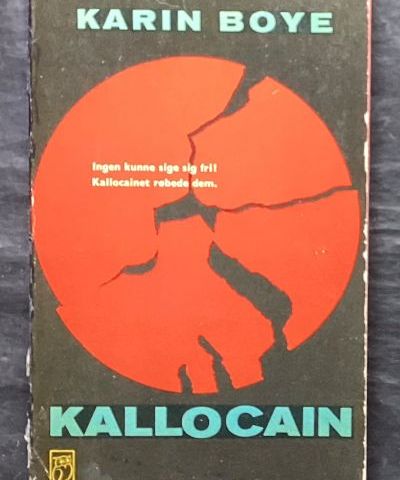 KARIN BOYE
Ingen kunne sige sig fri!
Kallocainet røbede dem.
KALLOCAIN